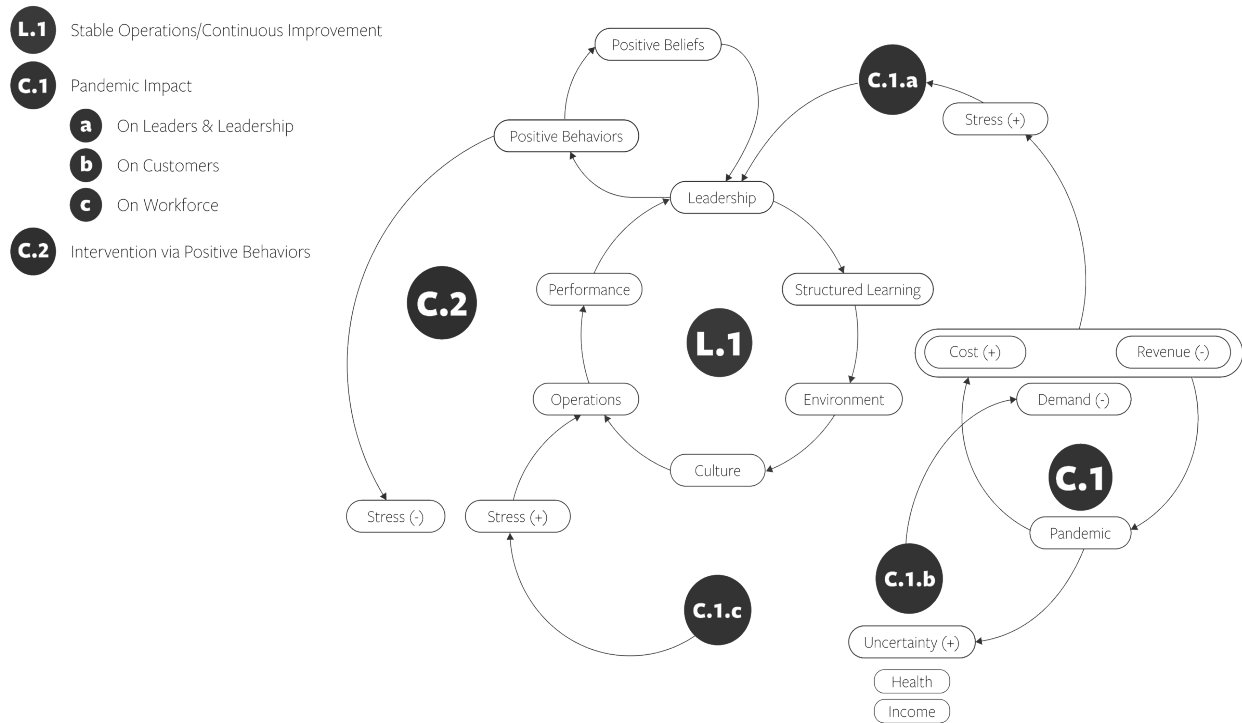 L.1 Stable Operations/Continuous Improvement
C.1 Pandemic Impact
a On Leaders & Leadership
b On Customers
c On Workforce
C.2 Intervention via Positive Behaviors
Positive Beliefs
C.1.a
Stress (+)
Positive Behaviors
Leadership
Performance
Structured Learning
C.2
L.1
Cost (+)
Revenue (-)
Operations
Environment
Demand (-)
Culture
C.1
Stress (-)
Stress (+)
Pandemic
C.1.b
C.1.c
Uncertainty (+)
Health
Income